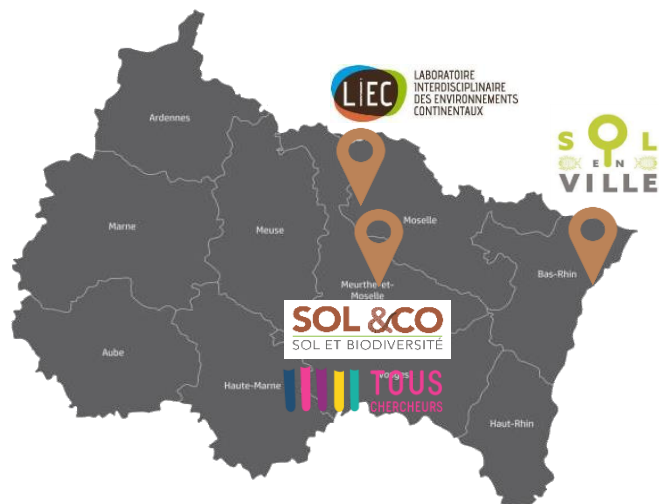 LIEC
LABORATOIRE
INTERDISCIPLINAIRE
DES ENVIRONNEMENTS
CONTINENTAUX
SOL
EN
VILLE
Ardennes
Marne
Meuse
Moselle
Bas-Rhin
Meurthe-et-
Moselle
SOL &CO
SOL ET BIODIVERSITÉ
Aube
Haute-Marne
Vosges
TOUS
CHERCHEURS
Haut-Rhin